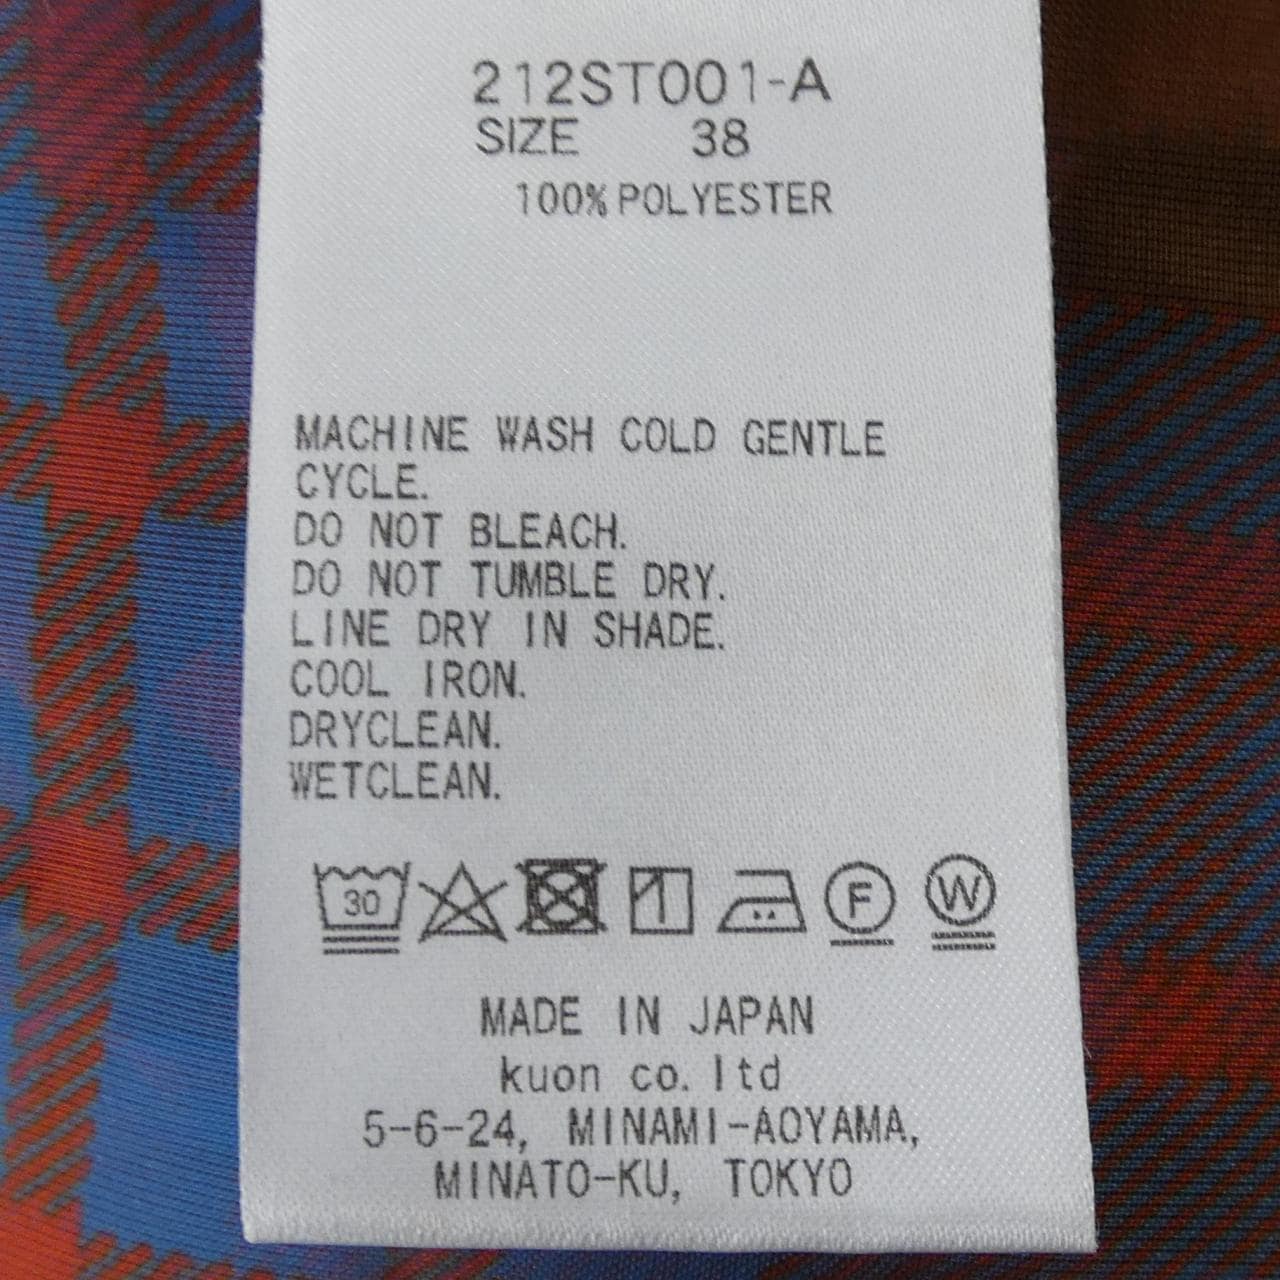 212ST001-A
SIZE 38
100% POLYESTER
MACHINE WASH COLD GENTLE
CYCLE.
DO NOT BLEACH.
DO NOT TUMBLE DRY.
LINE DRY IN SHADE.
COOL IRON.
DRYCLEAN.
WETCLEAN.
30 F W
MADE IN JAPAN
kuon co. ltd
5-6-24, MINAMI-AOYAMA,
MINATO-KU, TOKYO